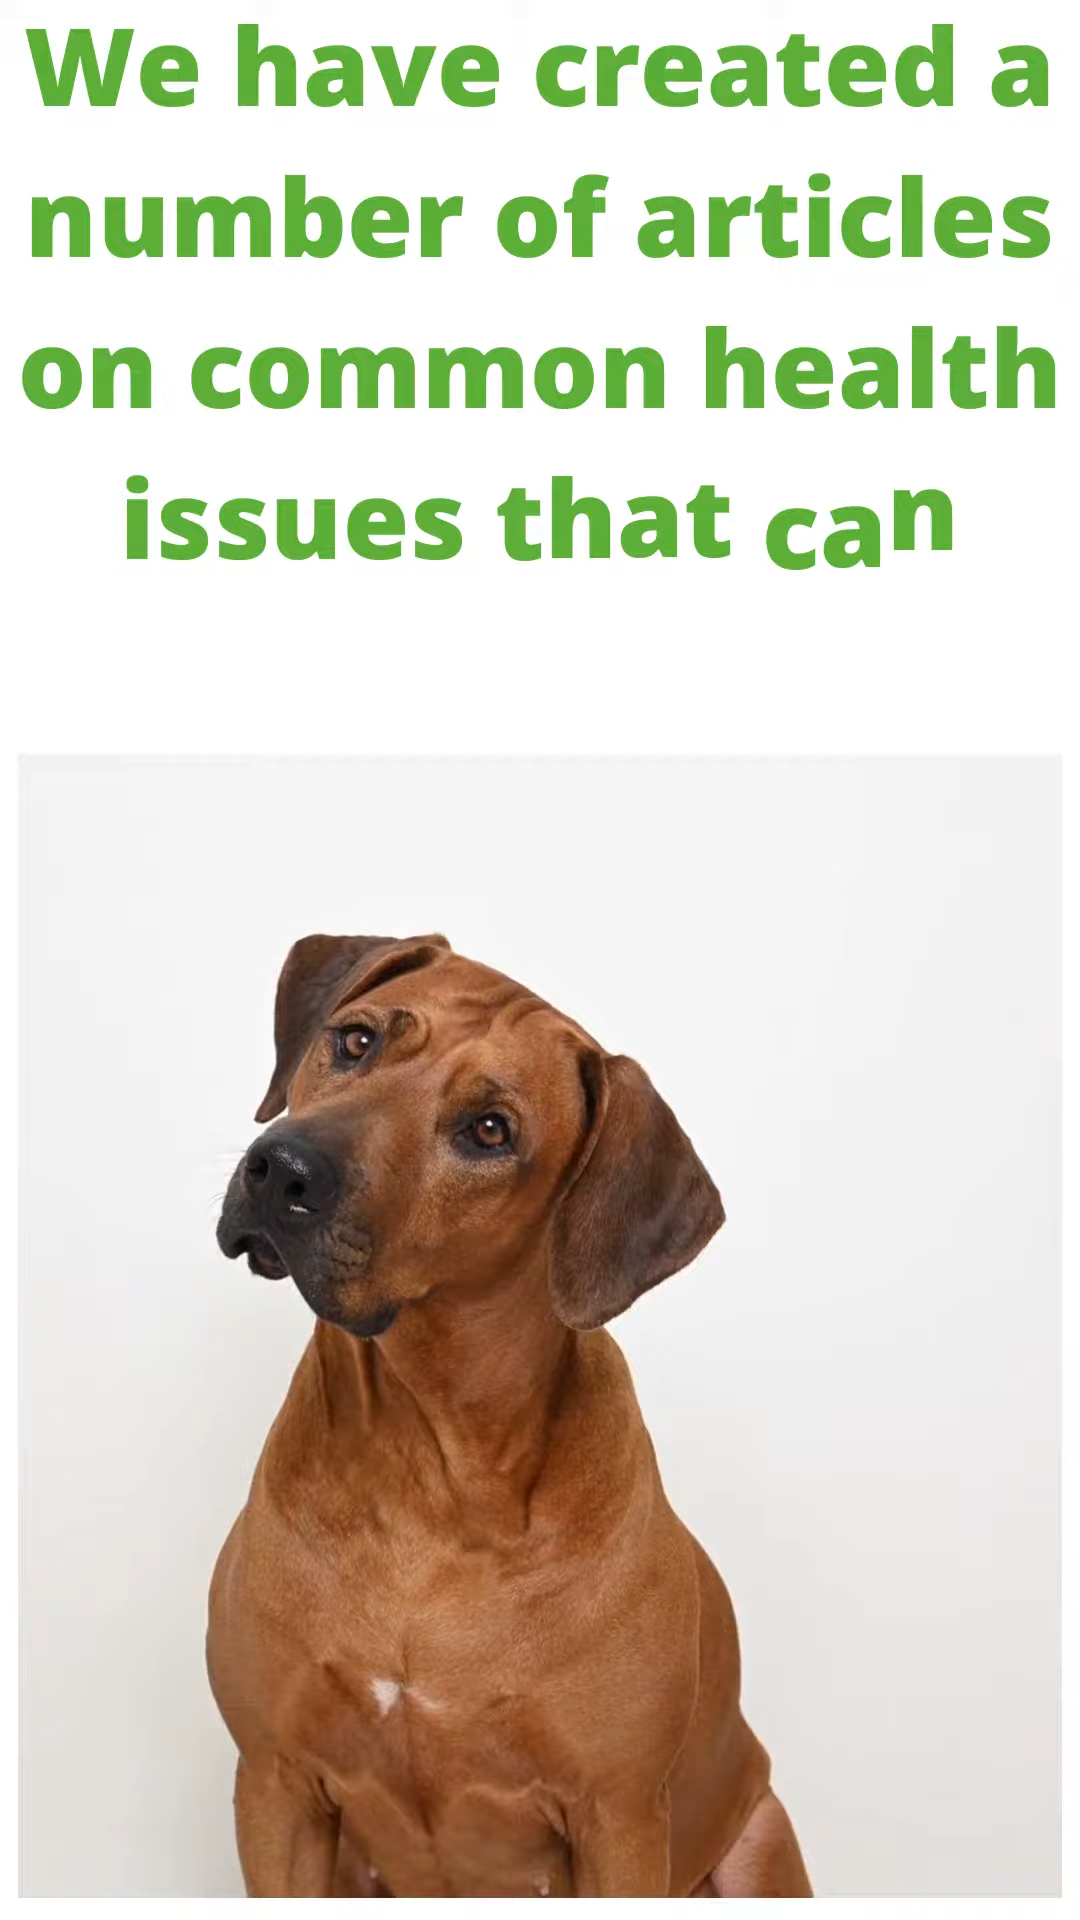 We have created a
number of articles
on common health
issues that can